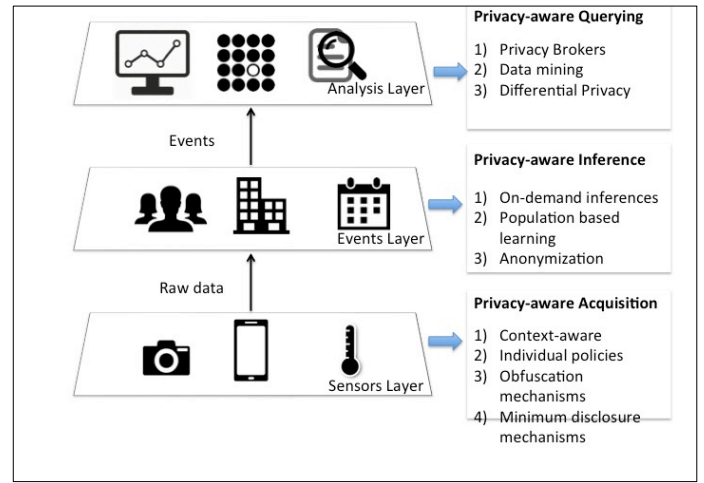 Privacy-aware Querying
1) Privacy Brokers
2) Data mining
3) Differential Privacy
Analysis Layer
Events
Privacy-aware Inference
1) On-demand inferences
2) Population based
learning
3) Anonymization
Events Layer
Raw data
Privacy-aware Acquisition
1) Context-aware
2) Individual policies
3) Obfuscation
mechanisms
4) Minimum disclosure
mechanisms
Sensors Layer